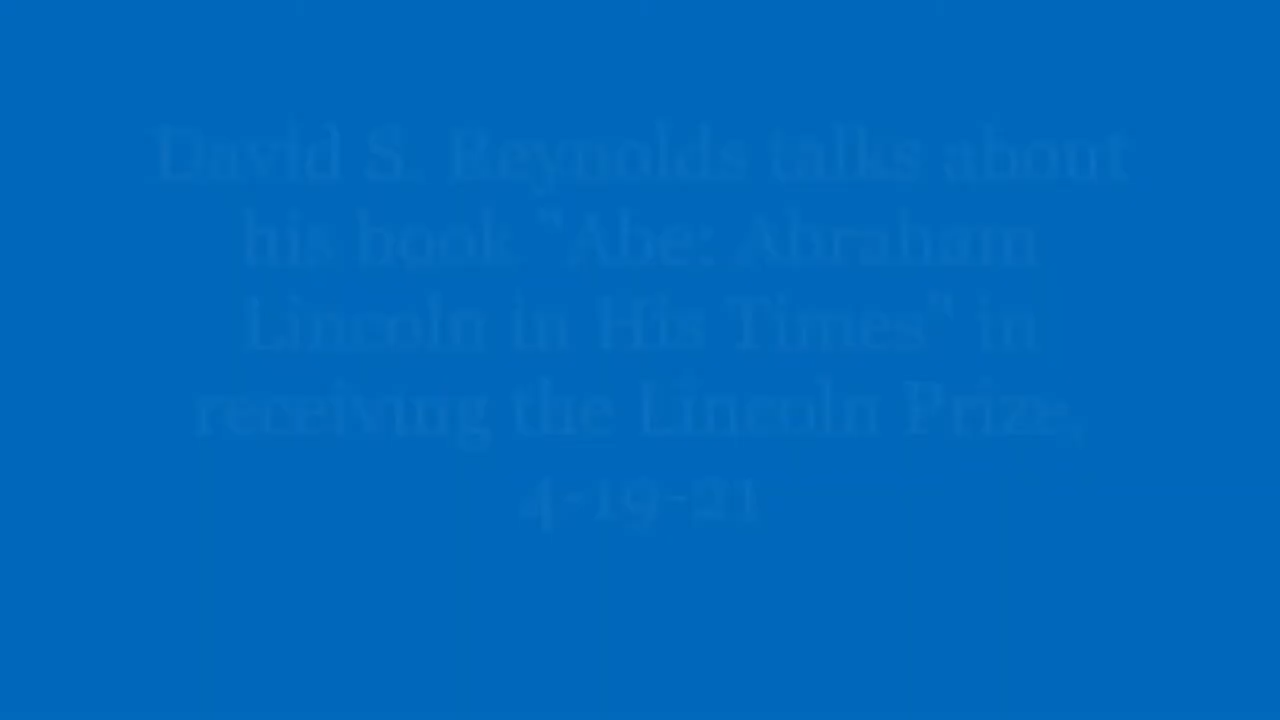 David S. Reynolds talks about
his book "Abe: Abraham
Lincoln in His Times" in
receiving the Lincoln Prize,
4-19-21